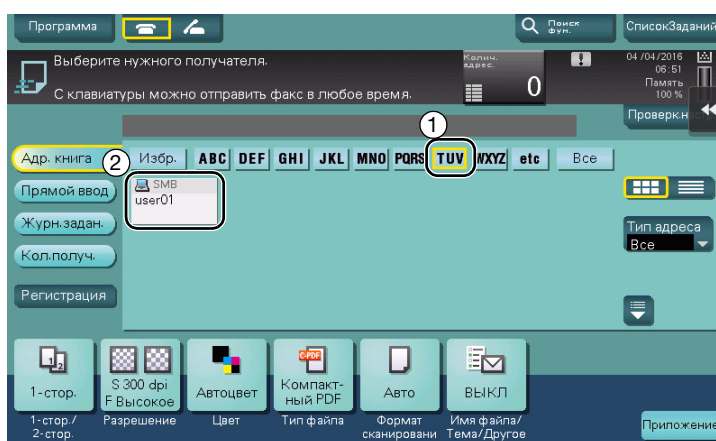 Программа
Поиск
фун.
СписокЗаданий
Выберите нужного получателя.
С клавиатуры можно отправить факс в любое время.
Колич.
адрес.
0
04/04/2016
06:51
Память
100 %
Проверк.н
1
Адр. книга
2
Избр.
ABC
DEF
GHI
JKL
MNO
PQRS
TUV
WXYZ
etc
Все
SMB
user01
Прямой ввод
Журн.задан.
Кол.получ.
Регистрация
Тип адреса
Все
1-стор.
S 300 dpi
F Высокое
Автоцвет
Компакт-
ный PDF
Авто
ВЫКЛ
1-стор./
2-стор.
Разрешение
Цвет
Тип файла
Формат
сканировани
Имя файла/
Тема/Другое
Приложение